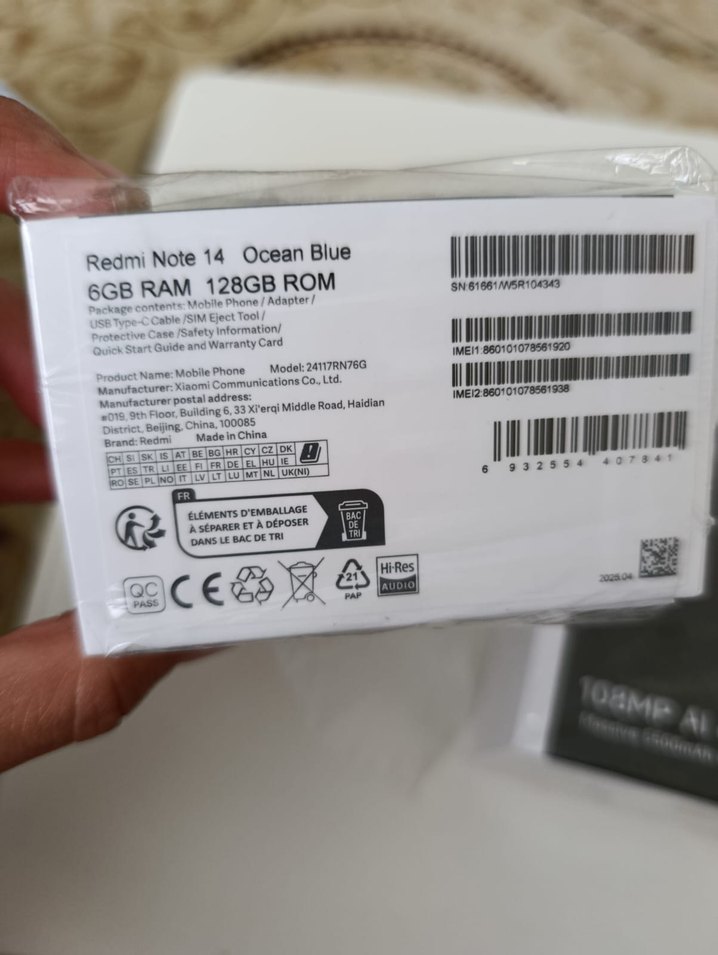 Redmi Note 14 Ocean Blue
6GB RAM 128GB ROM
Package contents: Mobile Phone / Adapter /
USB Type-C Cable /SIM Eject Tool /
Protective Case /Safety Information/
Quick Start Guide and Warranty Card
Product Name: Mobile Phone Model: 24117RN76G
Manufacturer: Xiaomi Communications Co., Ltd.
Manufacturer postal address:
#019, 9th Floor, Building 6, 33 Xi'erqi Middle Road, Haidian
District, Beijing, China, 100085
Brand: Redmi Made in China
CH SI SK IS AT BE BG HR CY CZ DK
PT ES TR LI EE FI FR DE EL HU IE
RO SE PL NO IT LV LT LU MT NL UK(NI)
FR
ÉLÉMENTS D'EMBALLAGE
À SÉPARER ET À DÉPOSER
DANS LE BAC DE TRI
BAC
DE
TRI
QC
PASS
CE
21
PAP
Hi-Res
AUDIO
SN:61661/W5R104343
IMEI1:860101078561920
IMEI2:860101078561938
6 932554 407841
2025.04
108MP AI